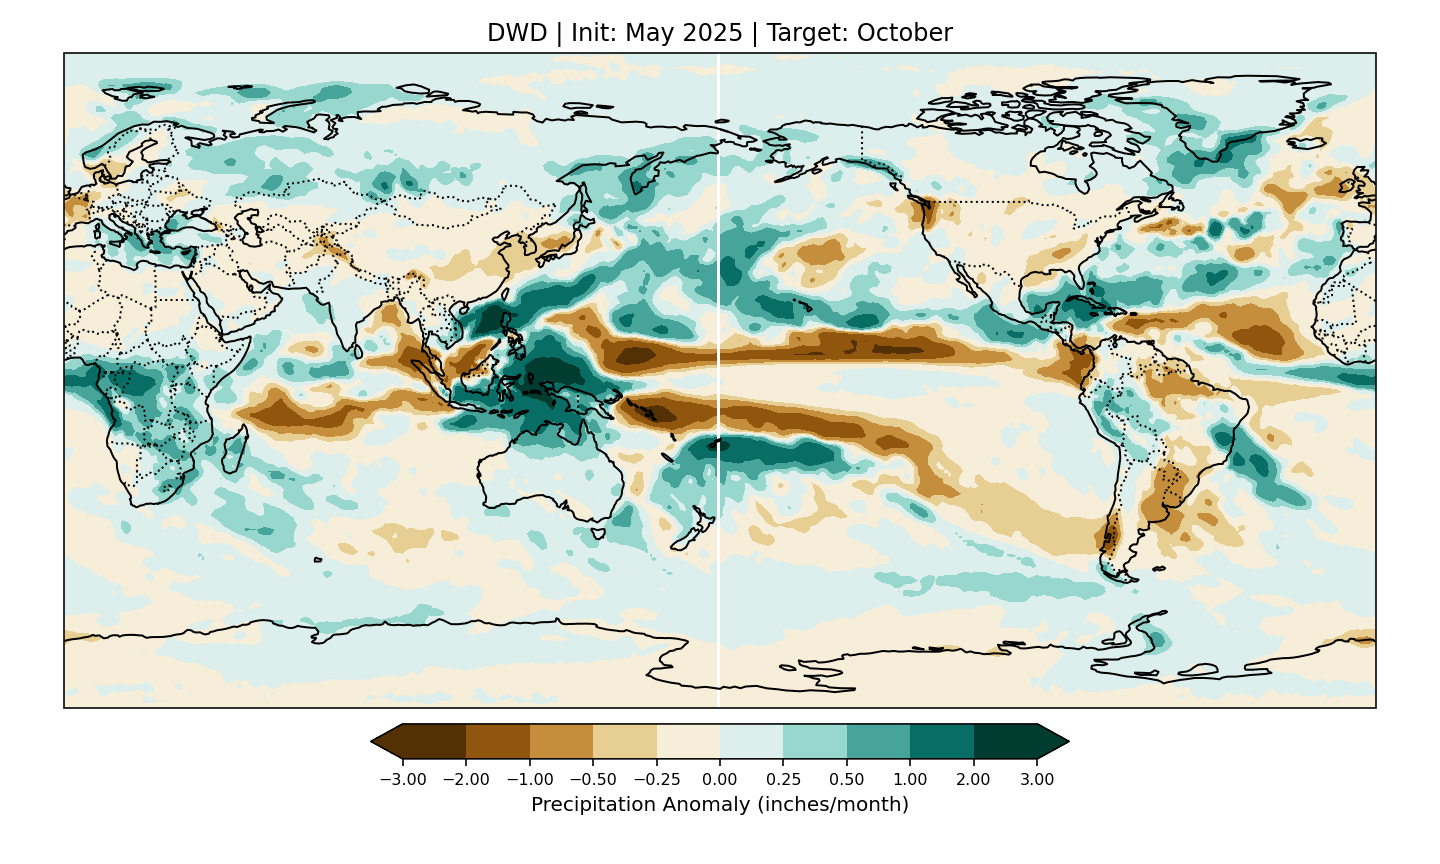 DWD | Init: May 2025 | Target: October
−3.00 −2.00 −1.00 −0.50 −0.25 0.00 0.25 0.50 1.00 2.00 3.00
Precipitation Anomaly (inches/month)